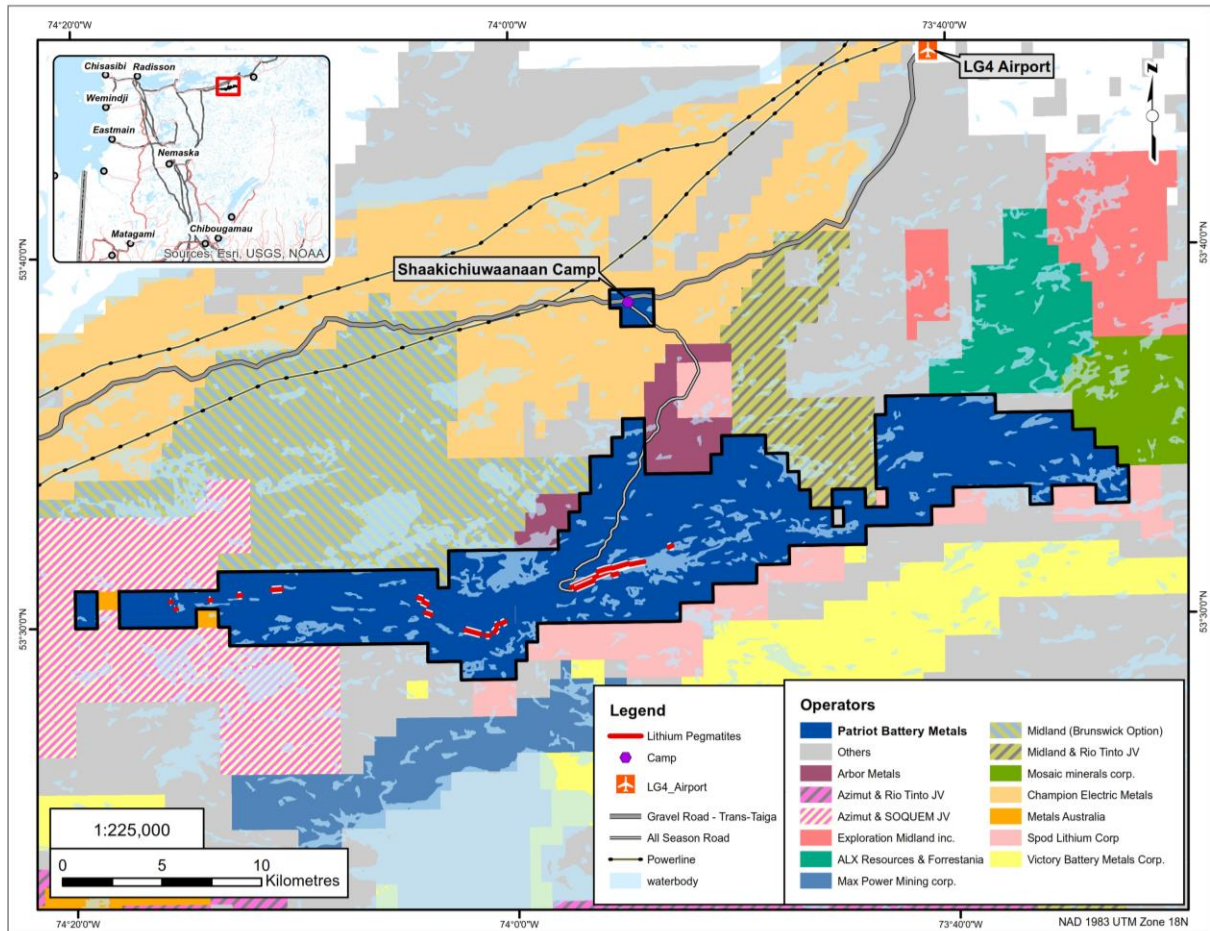 74°20'0"W
74°0'0"W
73°40'0"W
Chisasibi
Radisson
Wemindji
Eastmain
Nemaska
Matagami
Chibougamau
Sources: Esri, USGS, NOAA
LG4 Airport
N
53°40'0"N
53°40'0"N
Shaakichiuwaanaan Camp
53°30'0"N
53°30'0"N
Legend
Lithium Pegmatites
Camp
LG4_Airport
Gravel Road - Trans-Taiga
All Season Road
Powerline
waterbody
Operators
Patriot Battery Metals
Others
Arbor Metals
Azimut & Rio Tinto JV
Azimut & SOQUEM JV
Exploration Midland inc.
ALX Resources & Forrestania
Max Power Mining corp.
Midland (Brunswick Option)
Midland & Rio Tinto JV
Mosaic minerals corp.
Champion Electric Metals
Metals Australia
Spod Lithium Corp
Victory Battery Metals Corp.
1:225,000
0 5 10
Kilometres
74°20'0"W
74°0'0"W
73°40'0"W
NAD 1983 UTM Zone 18N